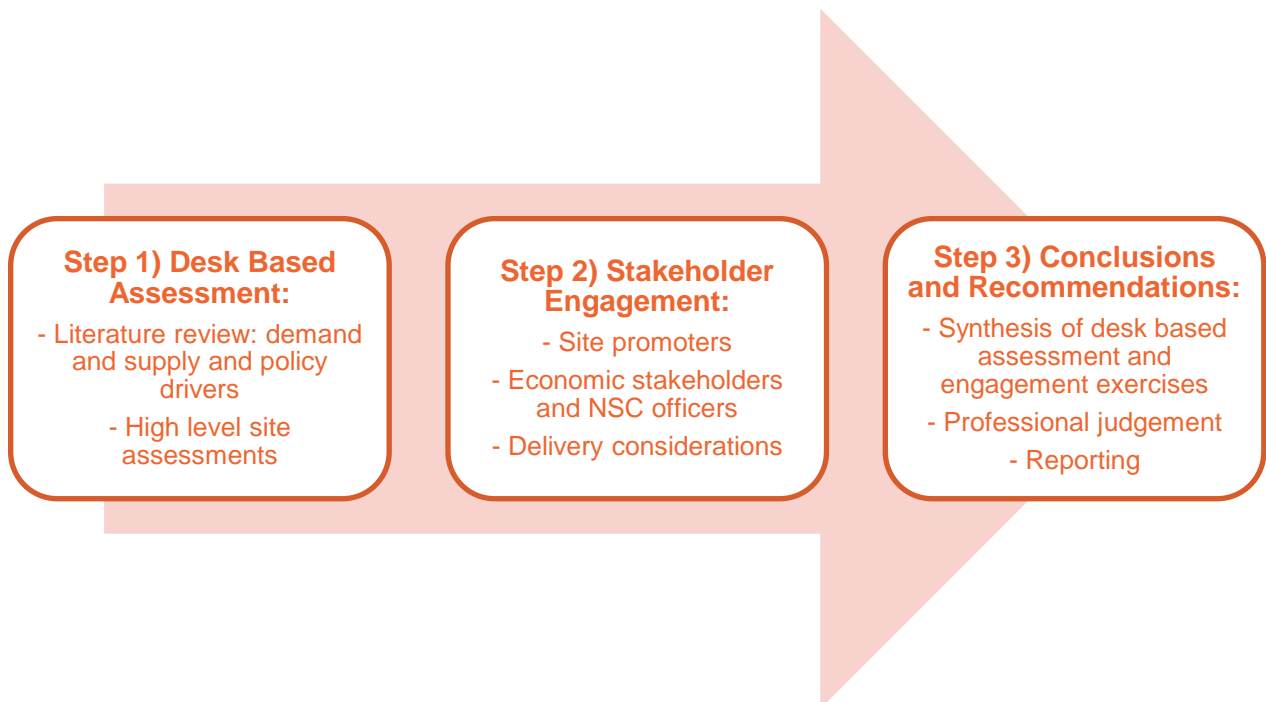 Step 1) Desk Based
Assessment:
- Literature review: demand
and supply and policy
drivers
- High level site
assessments
Step 2) Stakeholder
Engagement:
- Site promoters
- Economic stakeholders
and NSC officers
- Delivery considerations
Step 3) Conclusions
and Recommendations:
- Synthesis of desk based
assessment and
engagement exercises
- Professional judgement
- Reporting